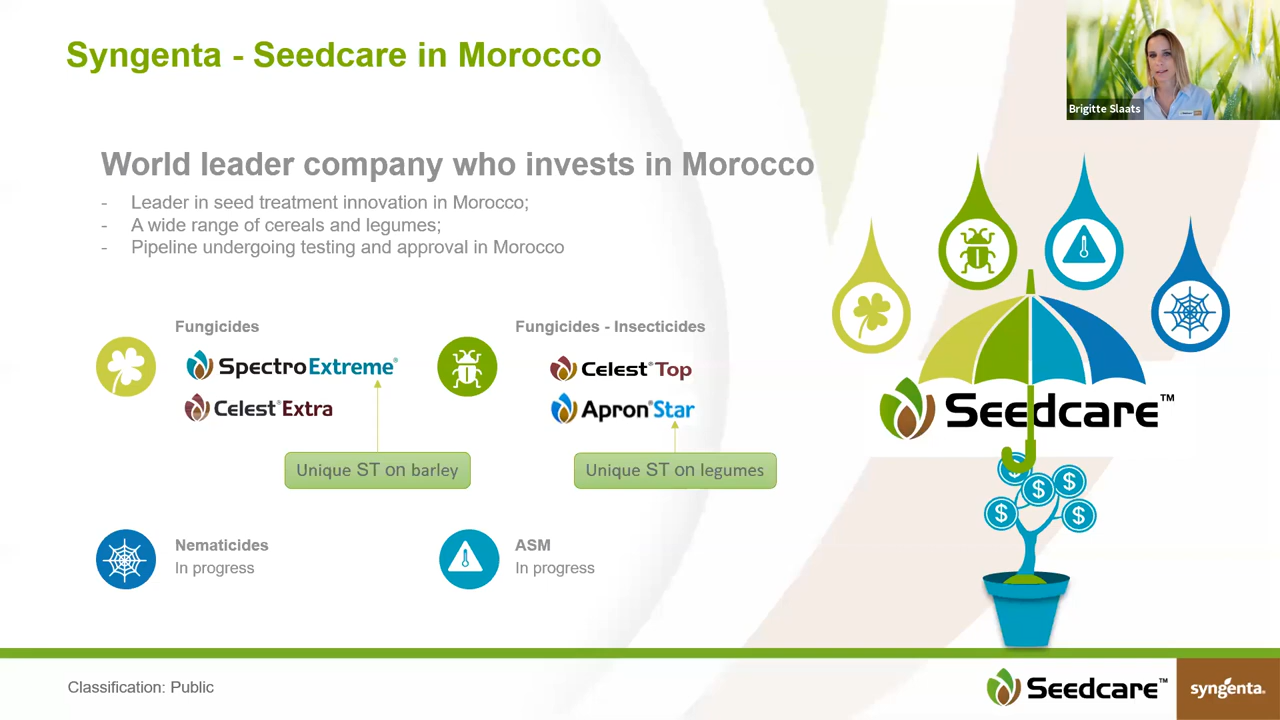 Syngenta - Seedcare in Morocco
Brigitte Slaats
World leader company who invests in Morocco
- Leader in seed treatment innovation in Morocco;
- A wide range of cereals and legumes;
- Pipeline undergoing testing and approval in Morocco
Fungicides
SpectroExtreme®
Celest®Extra
Unique ST on barley
Fungicides - Insecticides
Celest®Top
Apron®Star
Unique ST on legumes
Nematicides
In progress
ASM
In progress
Seedcare™
$ $ $ $ $
Classification: Public
Seedcare™
syngenta®